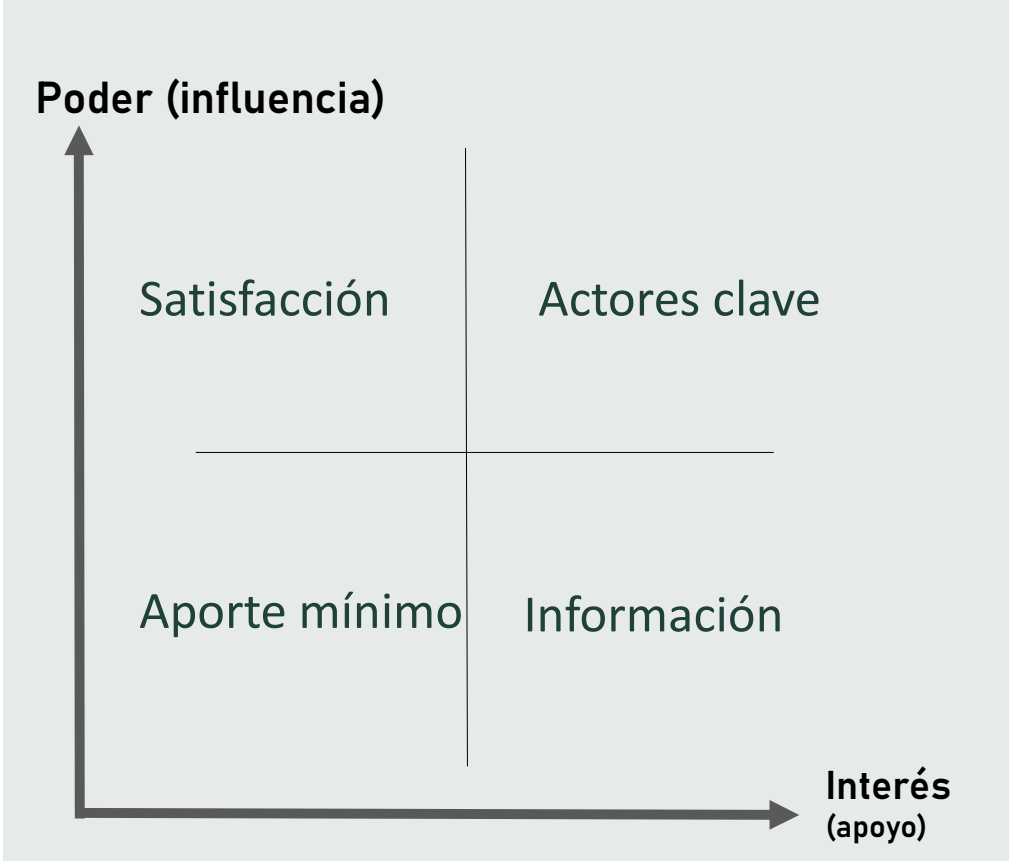 Poder (influencia)
Satisfacción
Actores clave
Aporte mínimo
Información
Interés
(apoyo)